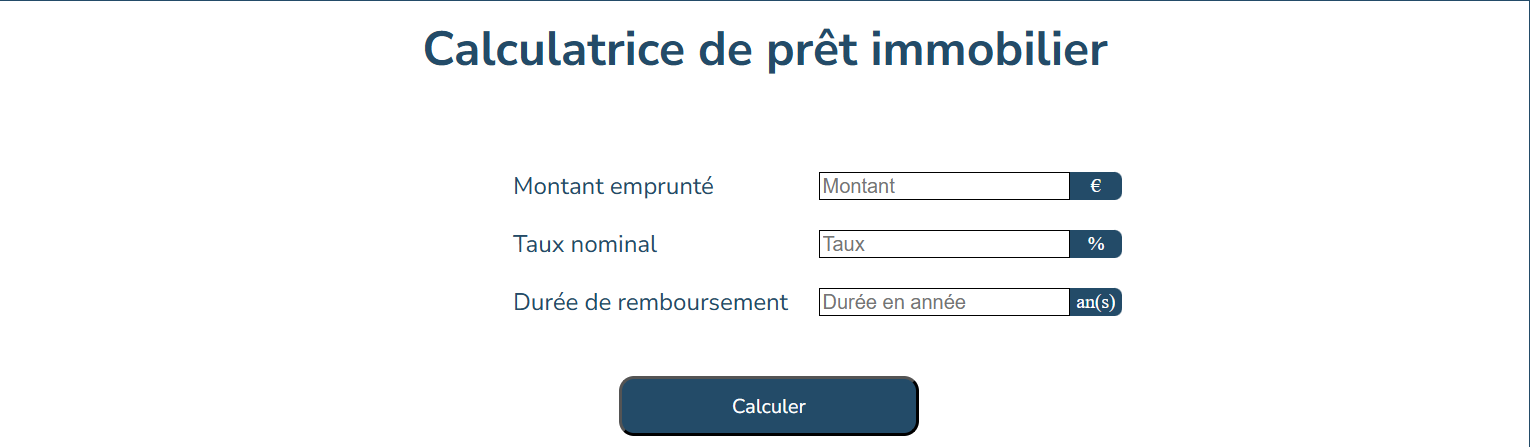 Calculatrice de prêt immobilier
Montant emprunté Montant €
Taux nominal Taux %
Durée de remboursement Durée en année an(s)
Calculer